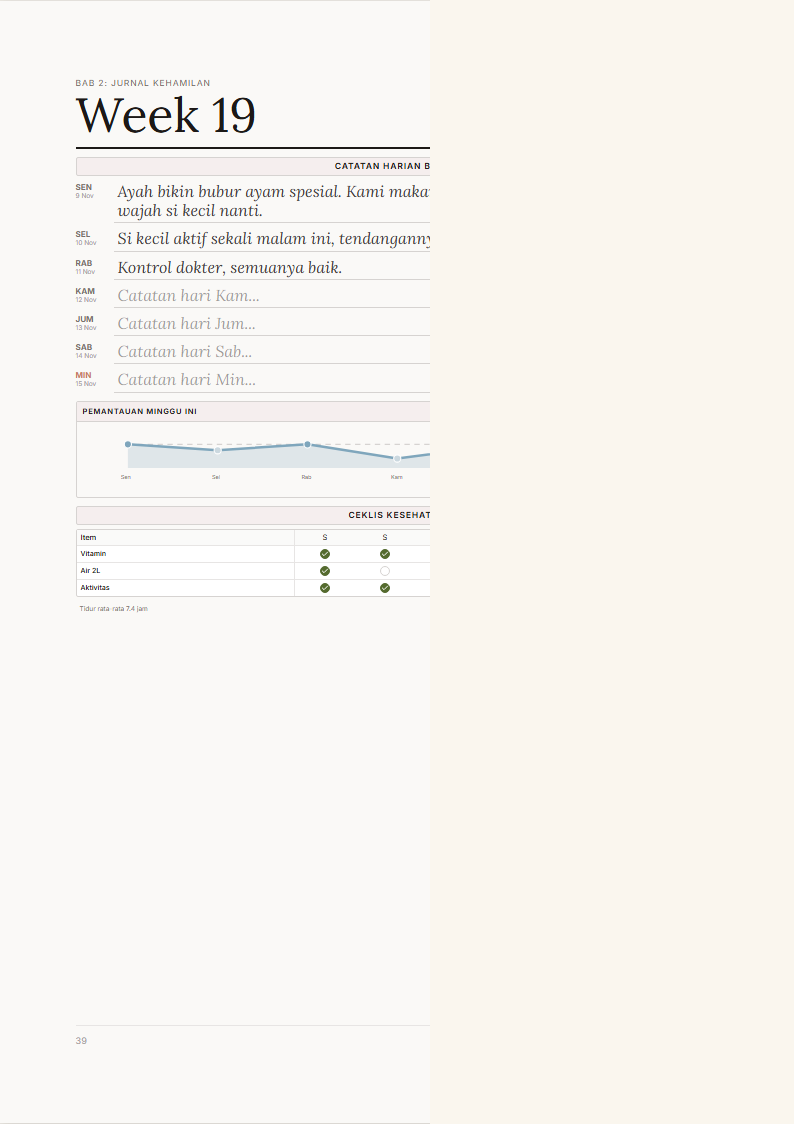 BAB 2: JURNAL KEHAMILAN
Week 19
CATATAN HARIAN B
SEN
9 Nov
Ayah bikin bubur ayam spesial. Kami maka
wajah si kecil nanti.
SEL
10 Nov
Si kecil aktif sekali malam ini, tendangann
RAB
11 Nov
Kontrol dokter, semuanya baik.
KAM
12 Nov
Catatan hari Kam...
JUM
13 Nov
Catatan hari Jum...
SAB
14 Nov
Catatan hari Sab...
MIN
15 Nov
Catatan hari Min...
PEMANTAUAN MINGGU INI
Sen Sel Rab Kam
CEKLIS KESEHAT
Item S S
Vitamin
Air 2L
Aktivitas
Tidur rata-rata 7.4 jam
39